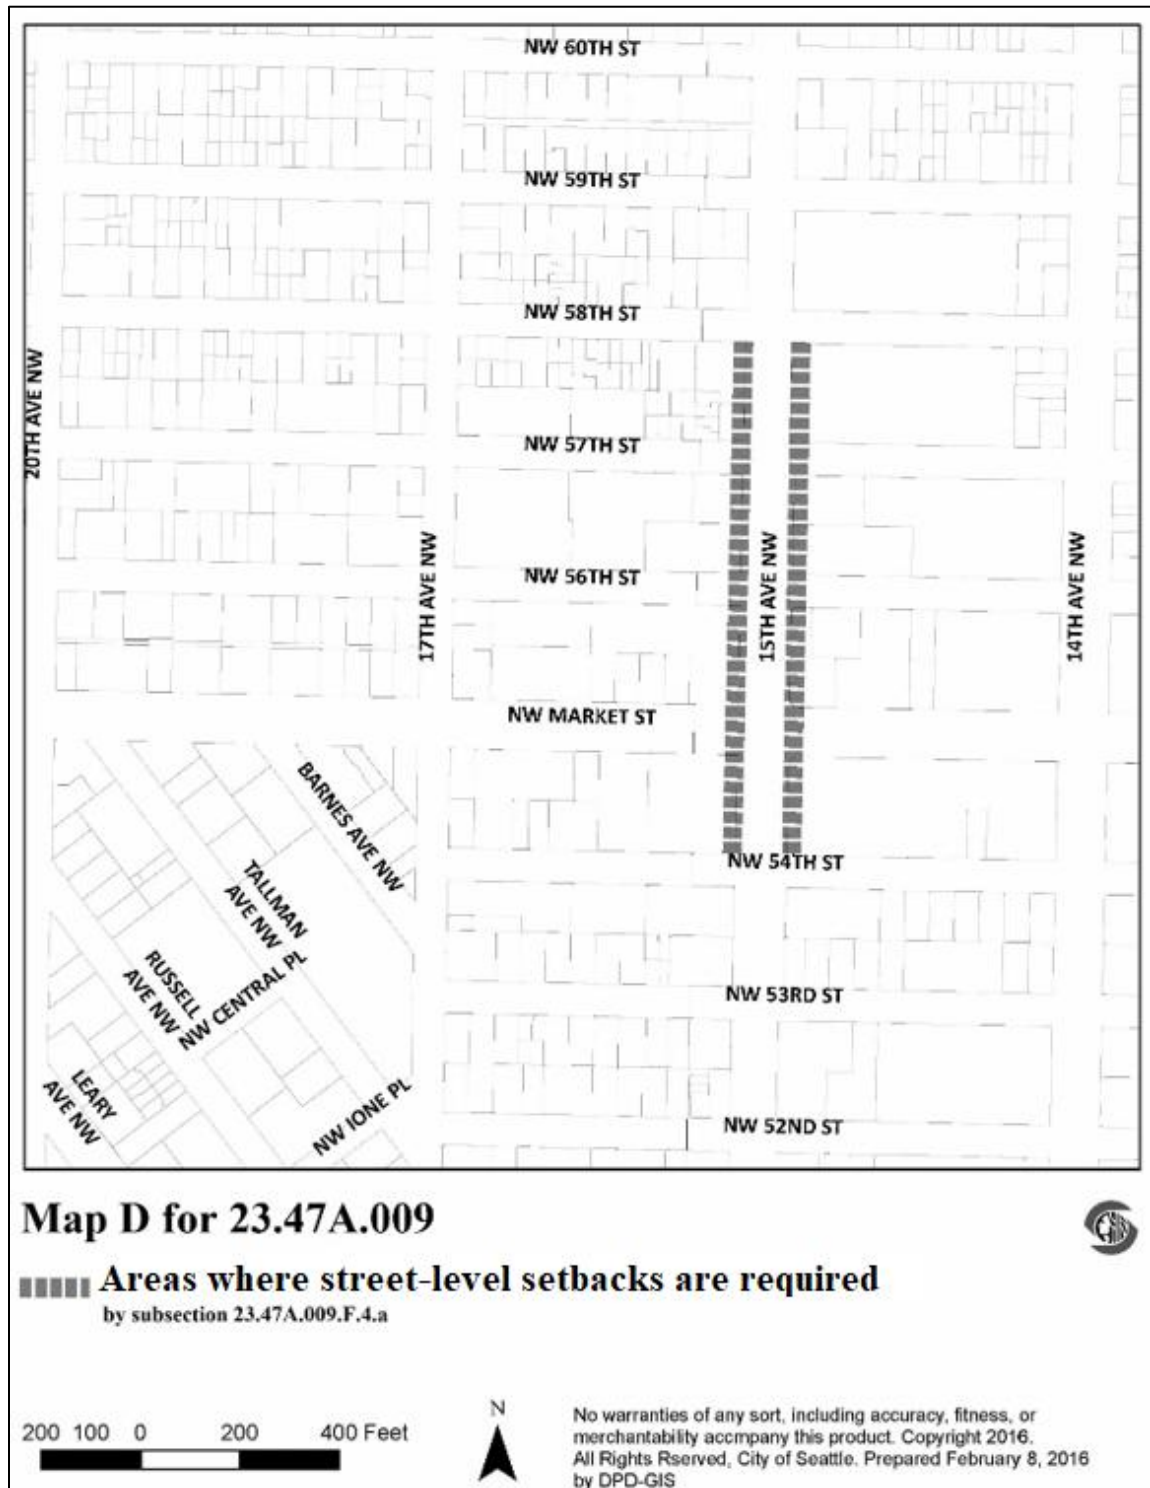 NW 60TH ST
NW 59TH ST
NW 58TH ST
20TH AVE NW
NW 57TH ST
17TH AVE NW
NW 56TH ST
15TH AVE NW
14TH AVE NW
NW MARKET ST
BARNES AVE NW
NW 54TH ST
TALLMAN
AVE NW
RUSSELL
AVE NW
NW CENTRAL PL
NW 53RD ST
LEARY
AVE NW
NW IONE PL
NW 52ND ST
Map D for 23.47A.009
Areas where street-level setbacks are required
by subsection 23.47A.009.F.4.a
200 100 0 200 400 Feet
N
No warranties of any sort, including accuracy, fitness, or
merchantability accmpany this product. Copyright 2016.
All Rights Rserved, City of Seattle. Prepared February 8, 2016
by DPD-GIS